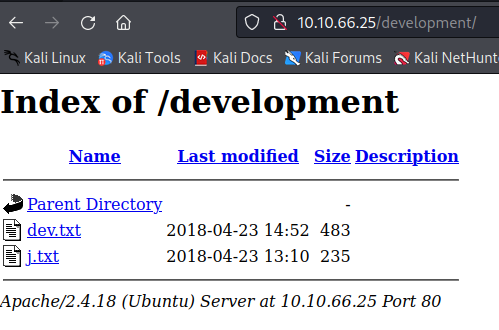 10.10.66.25/development/
Kali Linux Kali Tools Kali Docs Kali Forums Kali NetHunt
Index of /development
Name Last modified Size Description
Parent Directory -
dev.txt 2018-04-23 14:52 483
j.txt 2018-04-23 13:10 235
Apache/2.4.18 (Ubuntu) Server at 10.10.66.25 Port 80